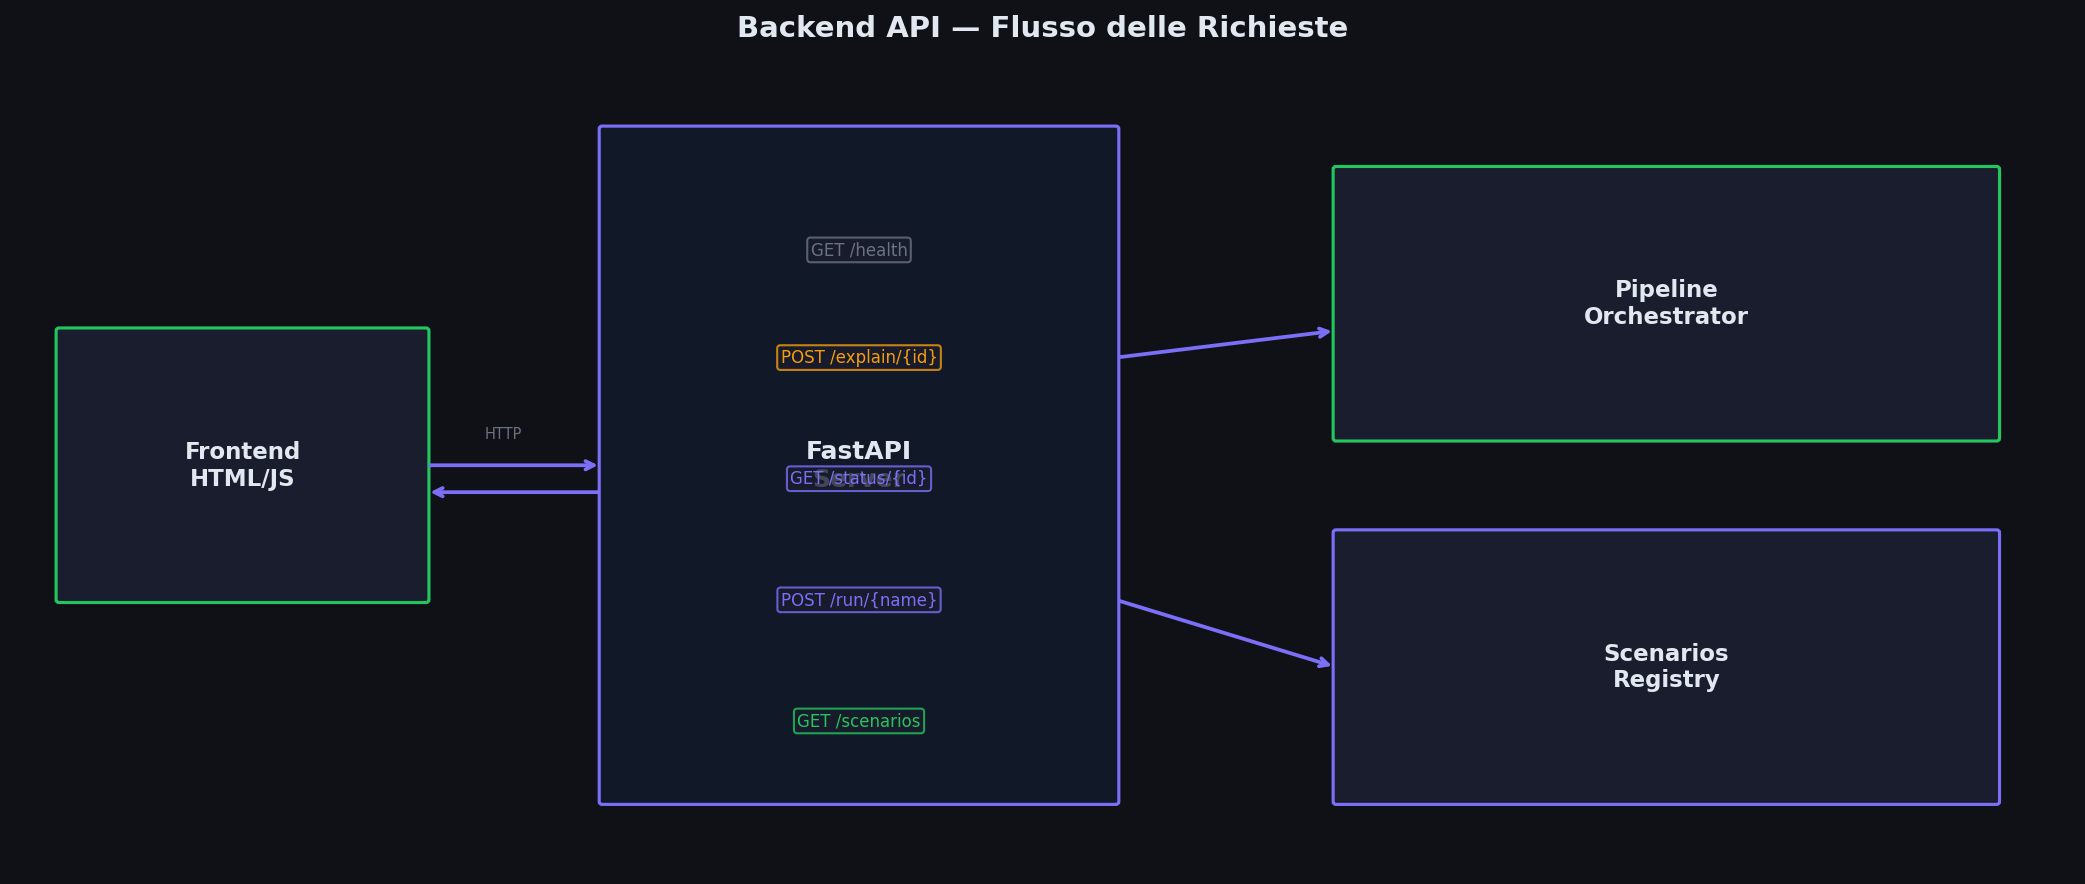 Backend API — Flusso delle Richieste
Frontend
HTML/JS
HTTP
GET /health
POST /explain/{id}
FastAPI
Server
GET /status/{id}
POST /run/{name}
GET /scenarios
Pipeline
Orchestrator
Scenarios
Registry